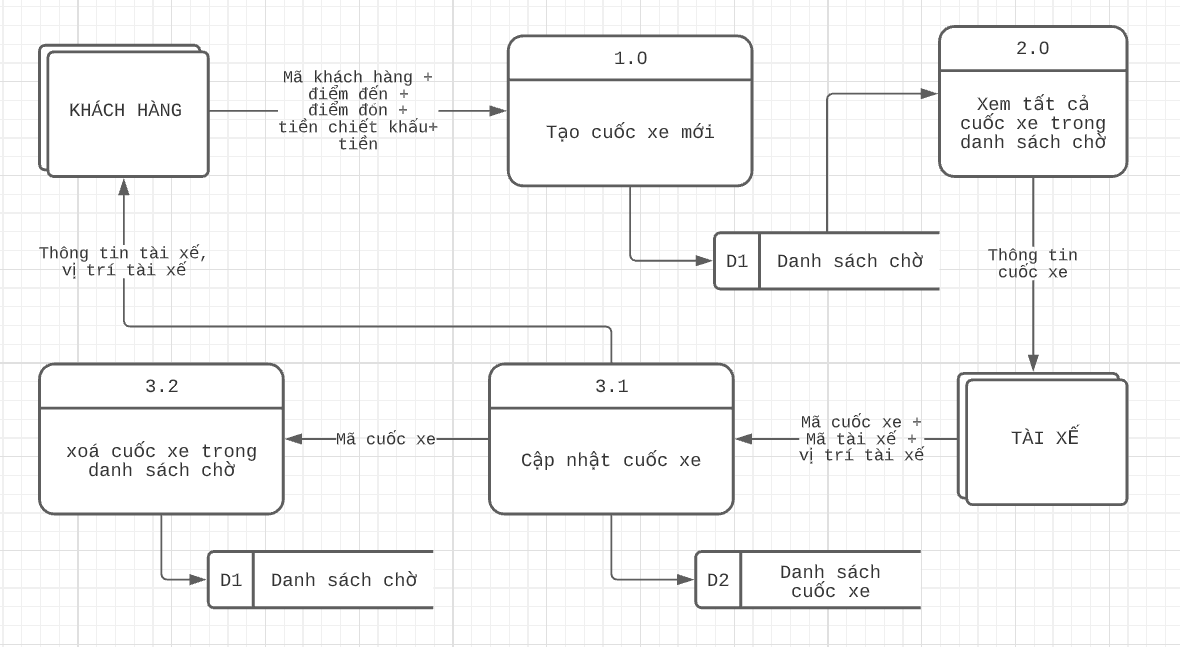 KHÁCH HÀNG
Mã khách hàng +
điểm đến +
điểm đón +
tiền chiết khấu+
tiền
1.0
Tạo cuốc xe mới
2.0
Xem tất cả
cuốc xe trong
danh sách chờ
Thông tin tài xế,
vị trí tài xế
D1
Danh sách chờ
Thông tin
cuốc xe
3.2
xoá cuốc xe trong
danh sách chờ
Mã cuốc xe
3.1
Cập nhật cuốc xe
Mã cuốc xe +
Mã tài xế +
vị trí tài xế
TÀI XẾ
D1
Danh sách chờ
D2
Danh sách
cuốc xe